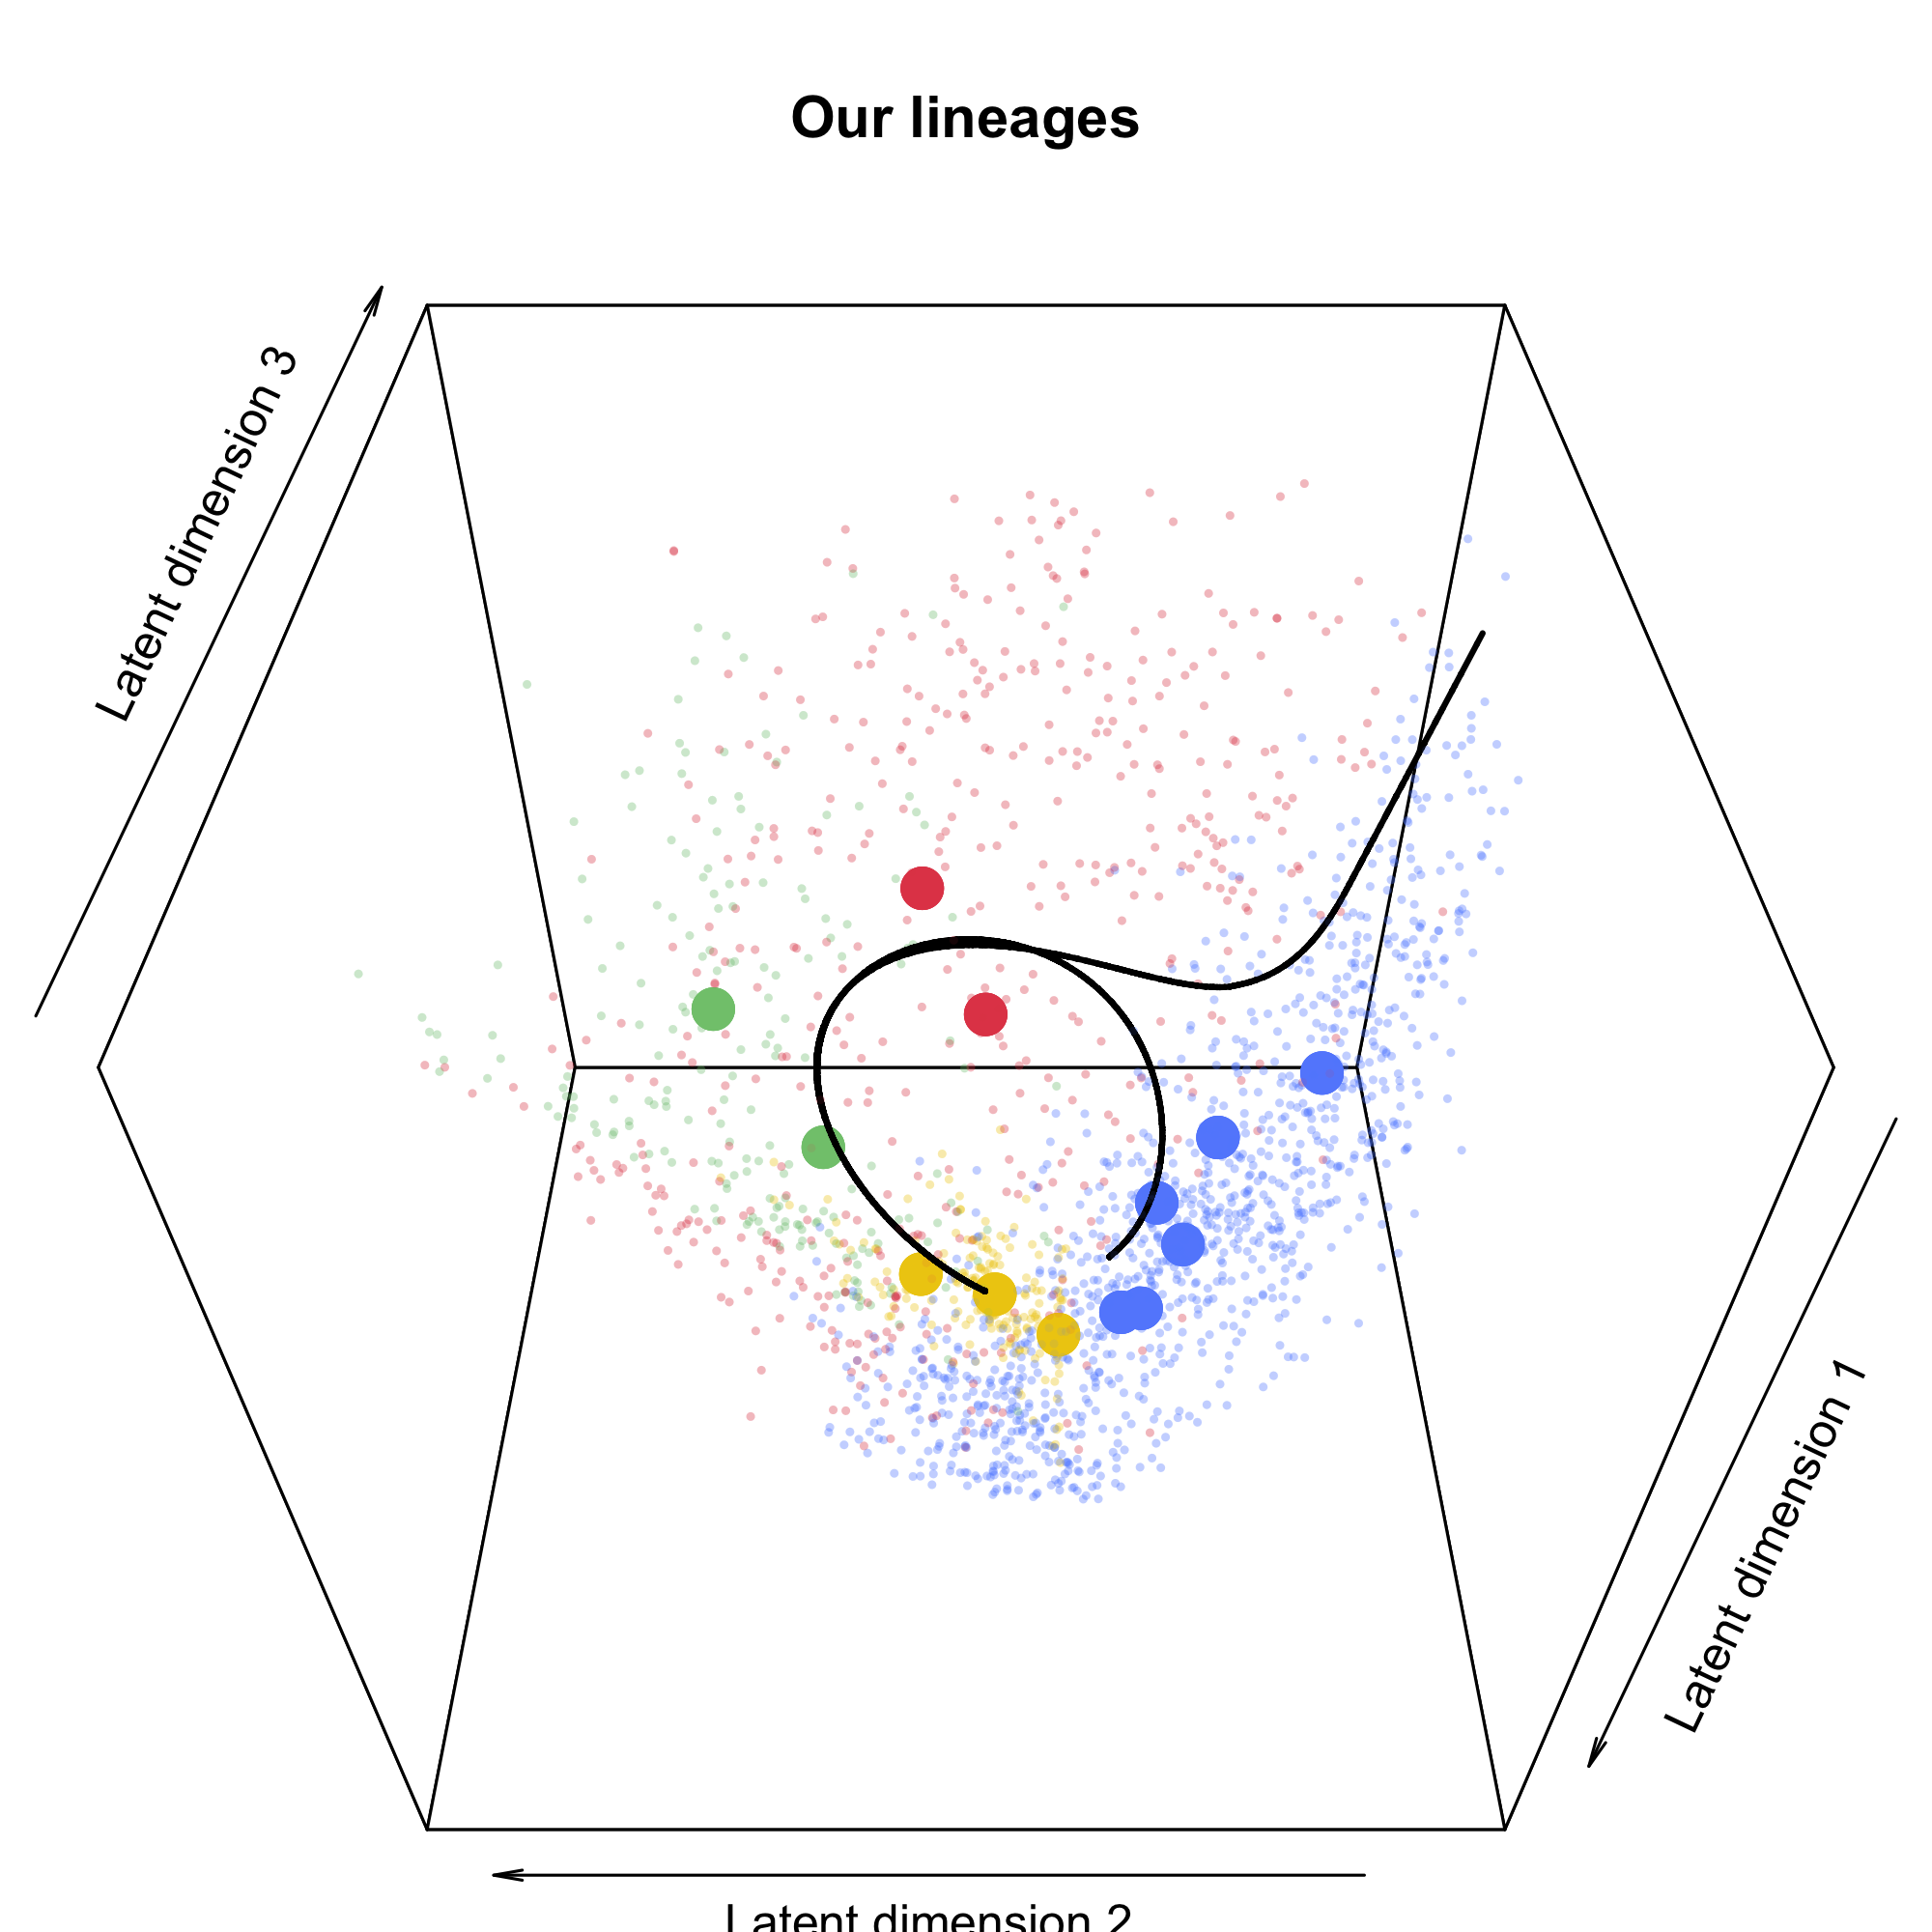 Our lineages
Latent dimension 3
Latent dimension 1
Latent dimension 2